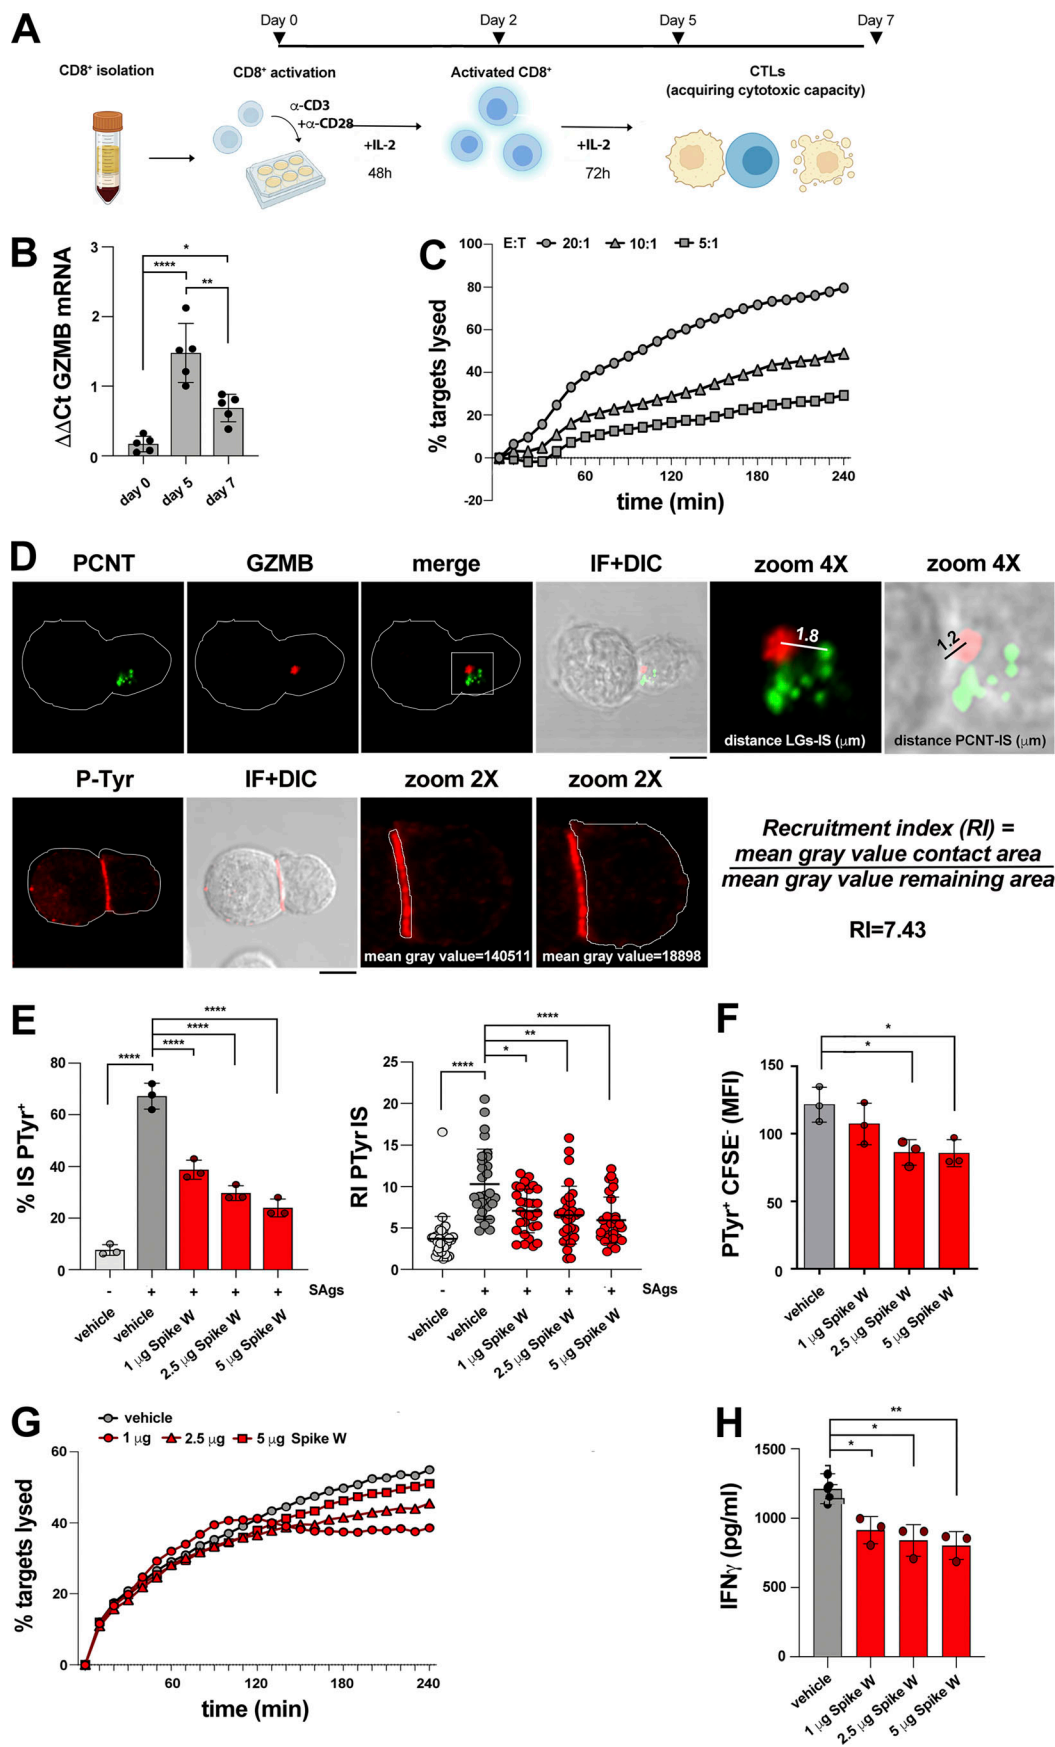 A
Day 0
Day 2
Day 5
Day 7
CD8⁺ isolation
CD8⁺ activation
Activated CD8⁺
CTLs
(acquiring cytotoxic capacity)
α-CD3
+α-CD28
+IL-2
48h
+IL-2
72h
B
ΔΔCt GZMB mRNA
3
2
1
0
*
****
**
day 0
day 5
day 7
C
E:T
20:1
10:1
5:1
% targets lysed
100
80
60
40
20
0
-20
60
120
180
240
time (min)
D
PCNT
GZMB
merge
IF+DIC
zoom 4X
zoom 4X
1.8
distance LGs-IS (μm)
1.2
distance PCNT-IS (μm)
P-Tyr
IF+DIC
zoom 2X
zoom 2X
mean gray value=140511
mean gray value=18898
Recruitment index (RI) =
mean gray value contact area
mean gray value remaining area
RI=7.43
E
% IS PTyr⁺
80
60
40
20
0
****
****
****
****
-
+
+
+
+
SAgs
vehicle
vehicle
1 μg Spike W
2.5 μg Spike W
5 μg Spike W
RI PTyr IS
25
20
15
10
5
0
****
*
**
****
-
+
+
+
+
SAgs
vehicle
vehicle
1 μg Spike W
2.5 μg Spike W
5 μg Spike W
F
PTyr⁺ CFSE⁻ (MFI)
150
100
50
0
*
*
vehicle
1 μg Spike W
2.5 μg Spike W
5 μg Spike W
G
vehicle
1 μg
2.5 μg
5 μg Spike W
% targets lysed
60
40
20
0
60
120
180
240
time (min)
H
IFNγ (pg/ml)
1500
1000
500
0
**
*
*
vehicle
1 μg Spike W
2.5 μg Spike W
5 μg Spike W